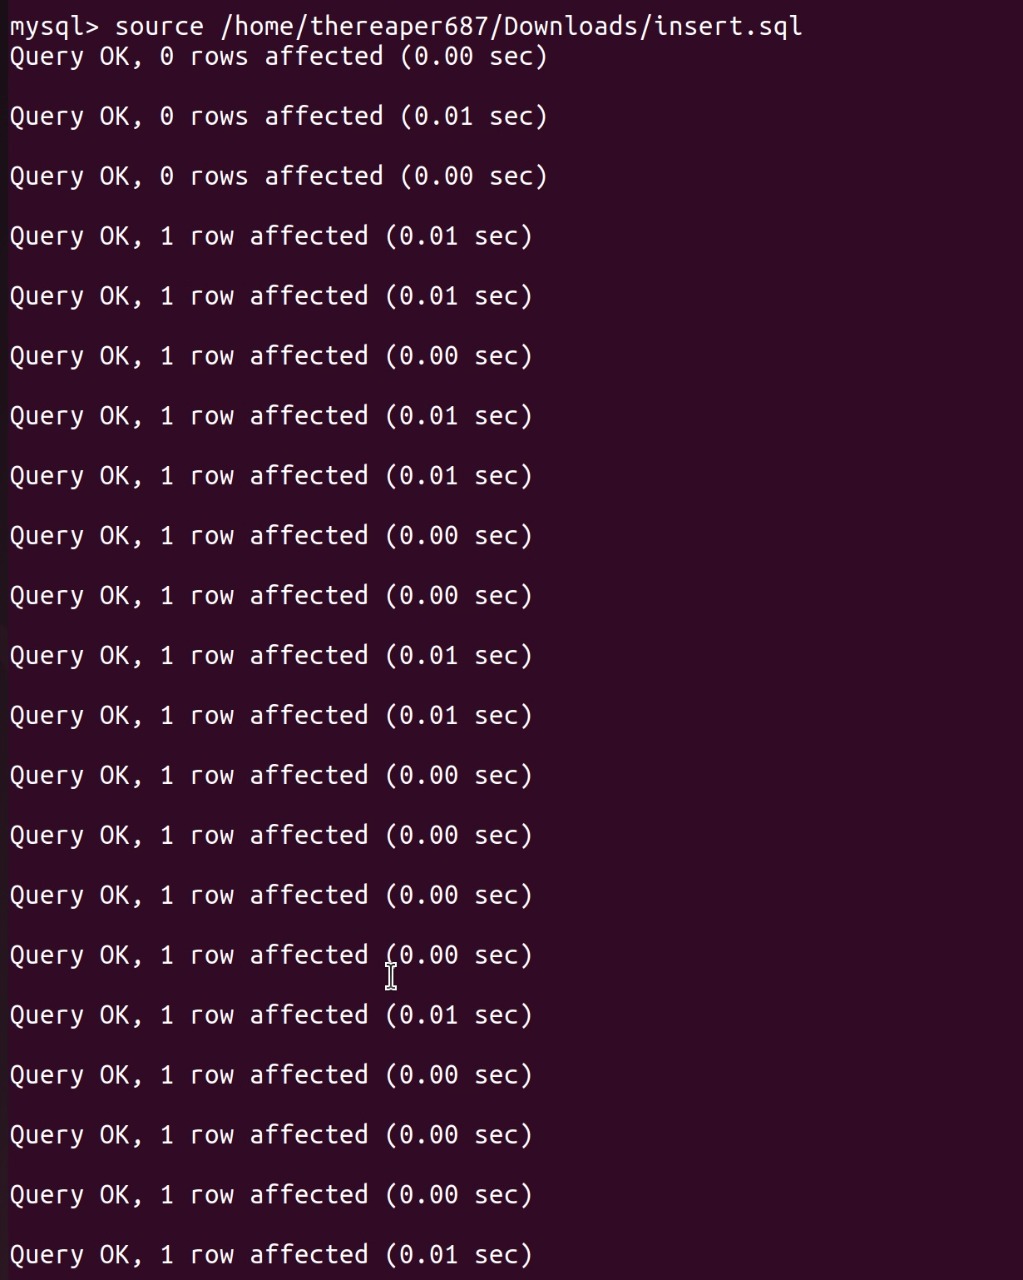 mysql> source /home/thereaper687/Downloads/insert.sql
Query OK, 0 rows affected (0.00 sec)
Query OK, 0 rows affected (0.01 sec)
Query OK, 0 rows affected (0.00 sec)
Query OK, 1 row affected (0.01 sec)
Query OK, 1 row affected (0.01 sec)
Query OK, 1 row affected (0.00 sec)
Query OK, 1 row affected (0.01 sec)
Query OK, 1 row affected (0.01 sec)
Query OK, 1 row affected (0.00 sec)
Query OK, 1 row affected (0.00 sec)
Query OK, 1 row affected (0.01 sec)
Query OK, 1 row affected (0.01 sec)
Query OK, 1 row affected (0.00 sec)
Query OK, 1 row affected (0.00 sec)
Query OK, 1 row affected (0.00 sec)
Query OK, 1 row affected (0.00 sec)
Query OK, 1 row affected (0.01 sec)
Query OK, 1 row affected (0.00 sec)
Query OK, 1 row affected (0.00 sec)
Query OK, 1 row affected (0.00 sec)
Query OK, 1 row affected (0.01 sec)